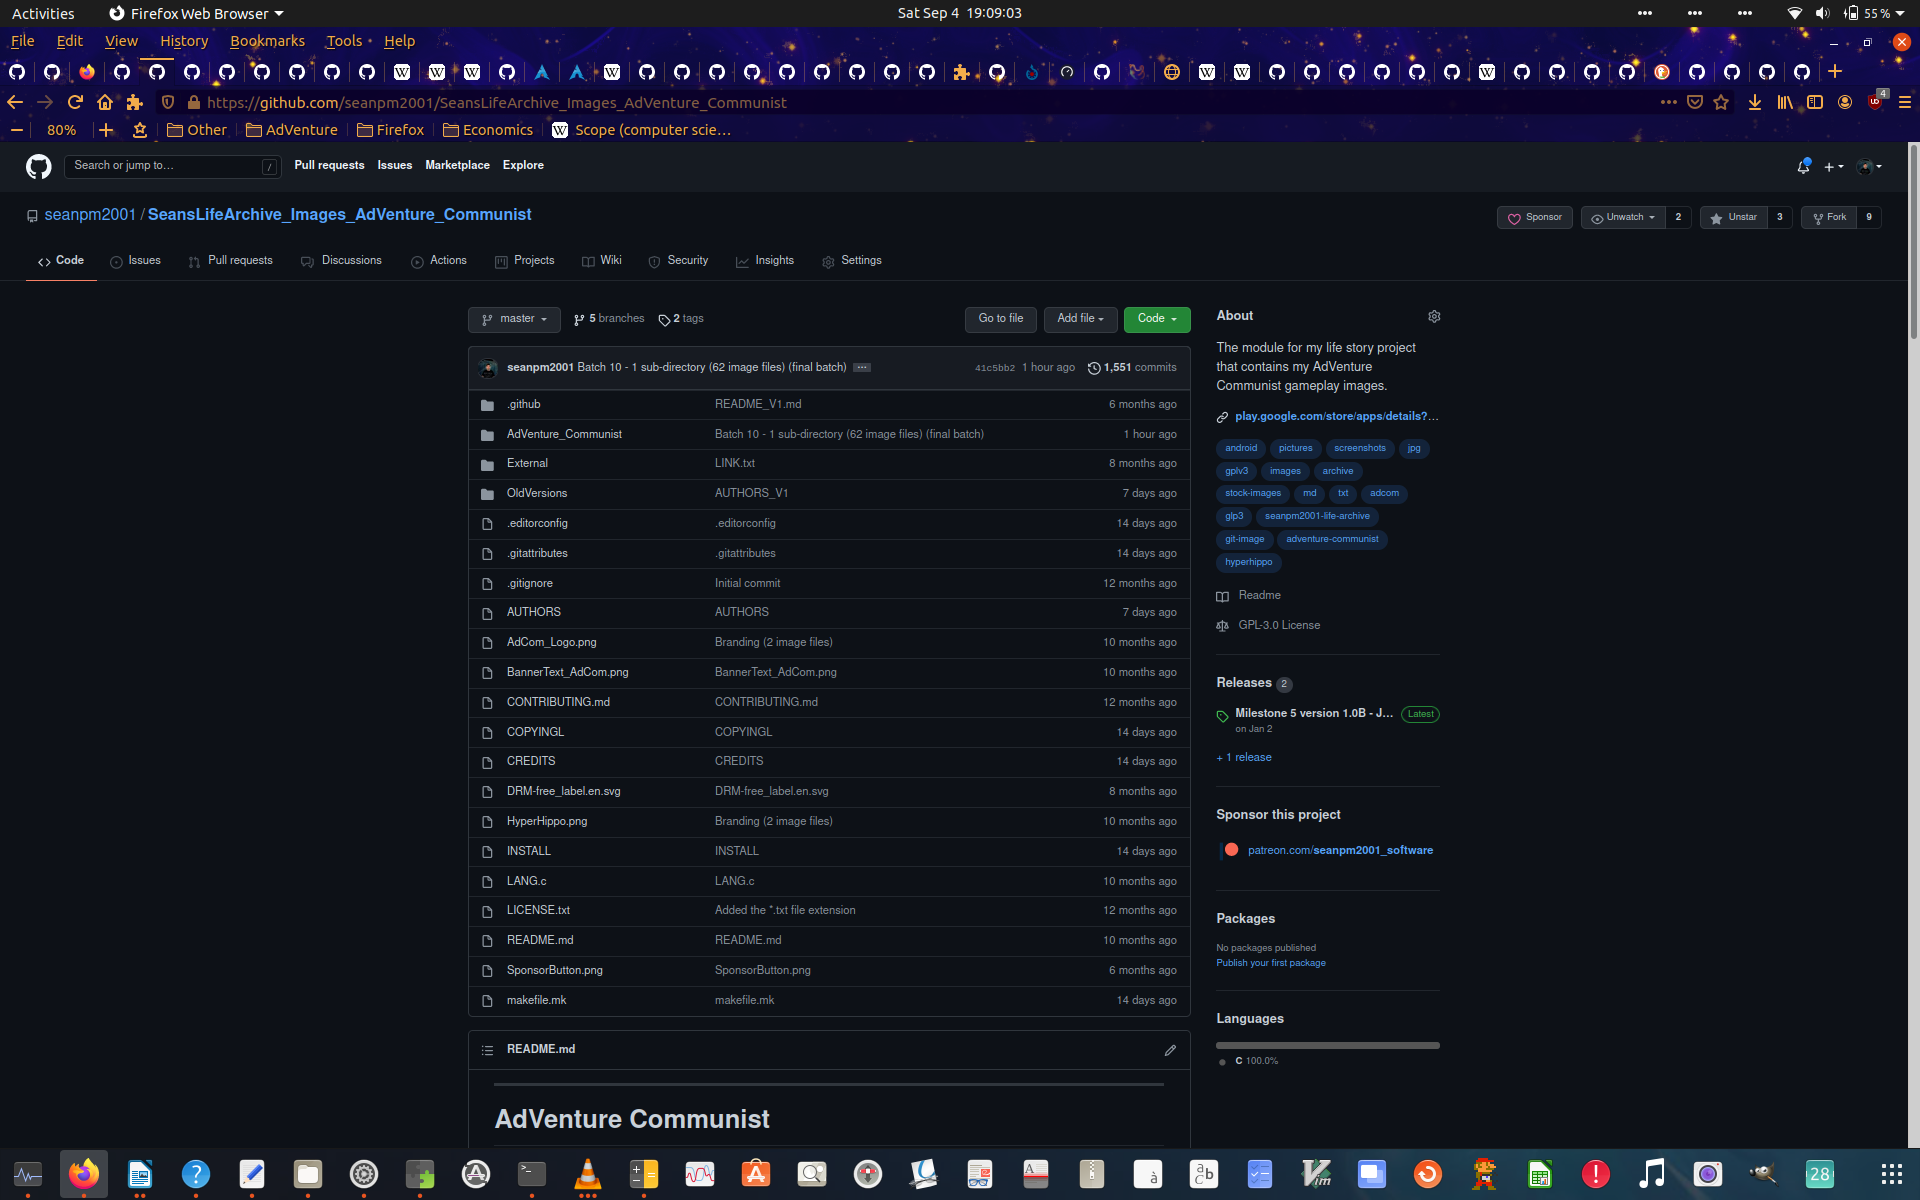 Activities Firefox Web Browser Sat Sep 4 19:09:03 55 %
File Edit View History Bookmarks Tools Help
https://github.com/seanpm2001/SeansLifeArchive_Images_AdVenture_Communist 4
80% Other AdVenture Firefox Economics W Scope (computer scie…
Search or jump to… / Pull requests Issues Marketplace Explore
seanpm2001 / SeansLifeArchive_Images_AdVenture_Communist Sponsor Unwatch 2 Unstar 3 Fork 9
Code Issues Pull requests Discussions Actions Projects Wiki Security Insights Settings
master 5 branches 2 tags Go to file Add file Code
seanpm2001 Batch 10 - 1 sub-directory (62 image files) (final batch) ... 41c5bb2 1 hour ago 1,551 commits
.github README_V1.md 6 months ago
AdVenture_Communist Batch 10 - 1 sub-directory (62 image files) (final batch) 1 hour ago
External LINK.txt 8 months ago
OldVersions AUTHORS_V1 7 days ago
.editorconfig .editorconfig 14 days ago
.gitattributes .gitattributes 14 days ago
.gitignore Initial commit 12 months ago
AUTHORS AUTHORS 7 days ago
AdCom_Logo.png Branding (2 image files) 10 months ago
BannerText_AdCom.png BannerText_AdCom.png 10 months ago
CONTRIBUTING.md CONTRIBUTING.md 12 months ago
COPYINGL COPYINGL 14 days ago
CREDITS CREDITS 14 days ago
DRM-free_label.en.svg DRM-free_label.en.svg 8 months ago
HyperHippo.png Branding (2 image files) 10 months ago
INSTALL INSTALL 14 days ago
LANG.c LANG.c 10 months ago
LICENSE.txt Added the *.txt file extension 12 months ago
README.md README.md 10 months ago
SponsorButton.png SponsorButton.png 6 months ago
makefile.mk makefile.mk 14 days ago
README.md
AdVenture Communist
About
The module for my life story project
that contains my AdVenture
Communist gameplay images.
play.google.com/store/apps/details?…
android pictures screenshots jpg
gplv3 images archive
stock-images md txt adcom
glp3 seanpm2001-life-archive
git-image adventure-communist
hyperhippo
Readme
GPL-3.0 License
Releases 2
Milestone 5 version 1.0B - J... Latest
on Jan 2
+ 1 release
Sponsor this project
patreon.com/seanpm2001_software
Packages
No packages published
Publish your first package
Languages
C 100.0%
28